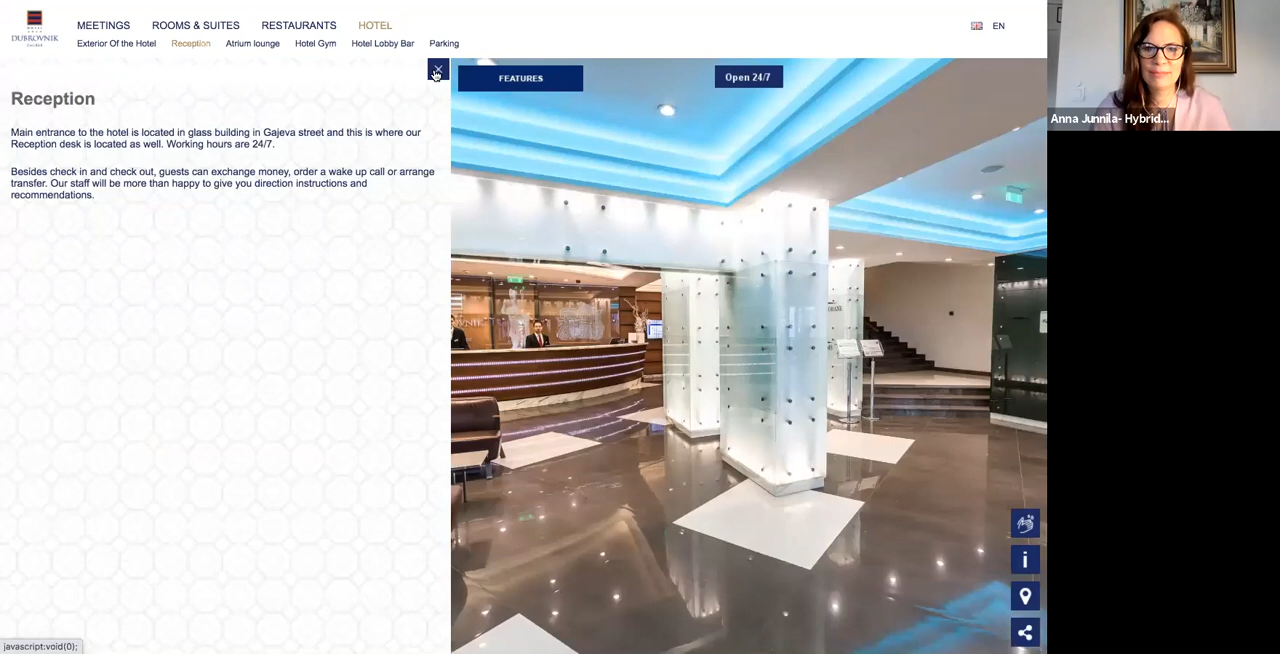 DUBROVNIK
MEETINGS ROOMS & SUITES RESTAURANTS HOTEL
EN
Exterior Of the Hotel Reception Atrium lounge Hotel Gym Hotel Lobby Bar Parking
FEATURES
Open 24/7
Reception
Main entrance to the hotel is located in glass building in Gajeva street and this is where our
Reception desk is located as well. Working hours are 24/7.
Besides check in and check out, guests can exchange money, order a wake up call or arrange
transfer. Our staff will be more than happy to give you direction instructions and
recommendations.
i
javascript:void(0);
Anna Junnila- Hybrid...